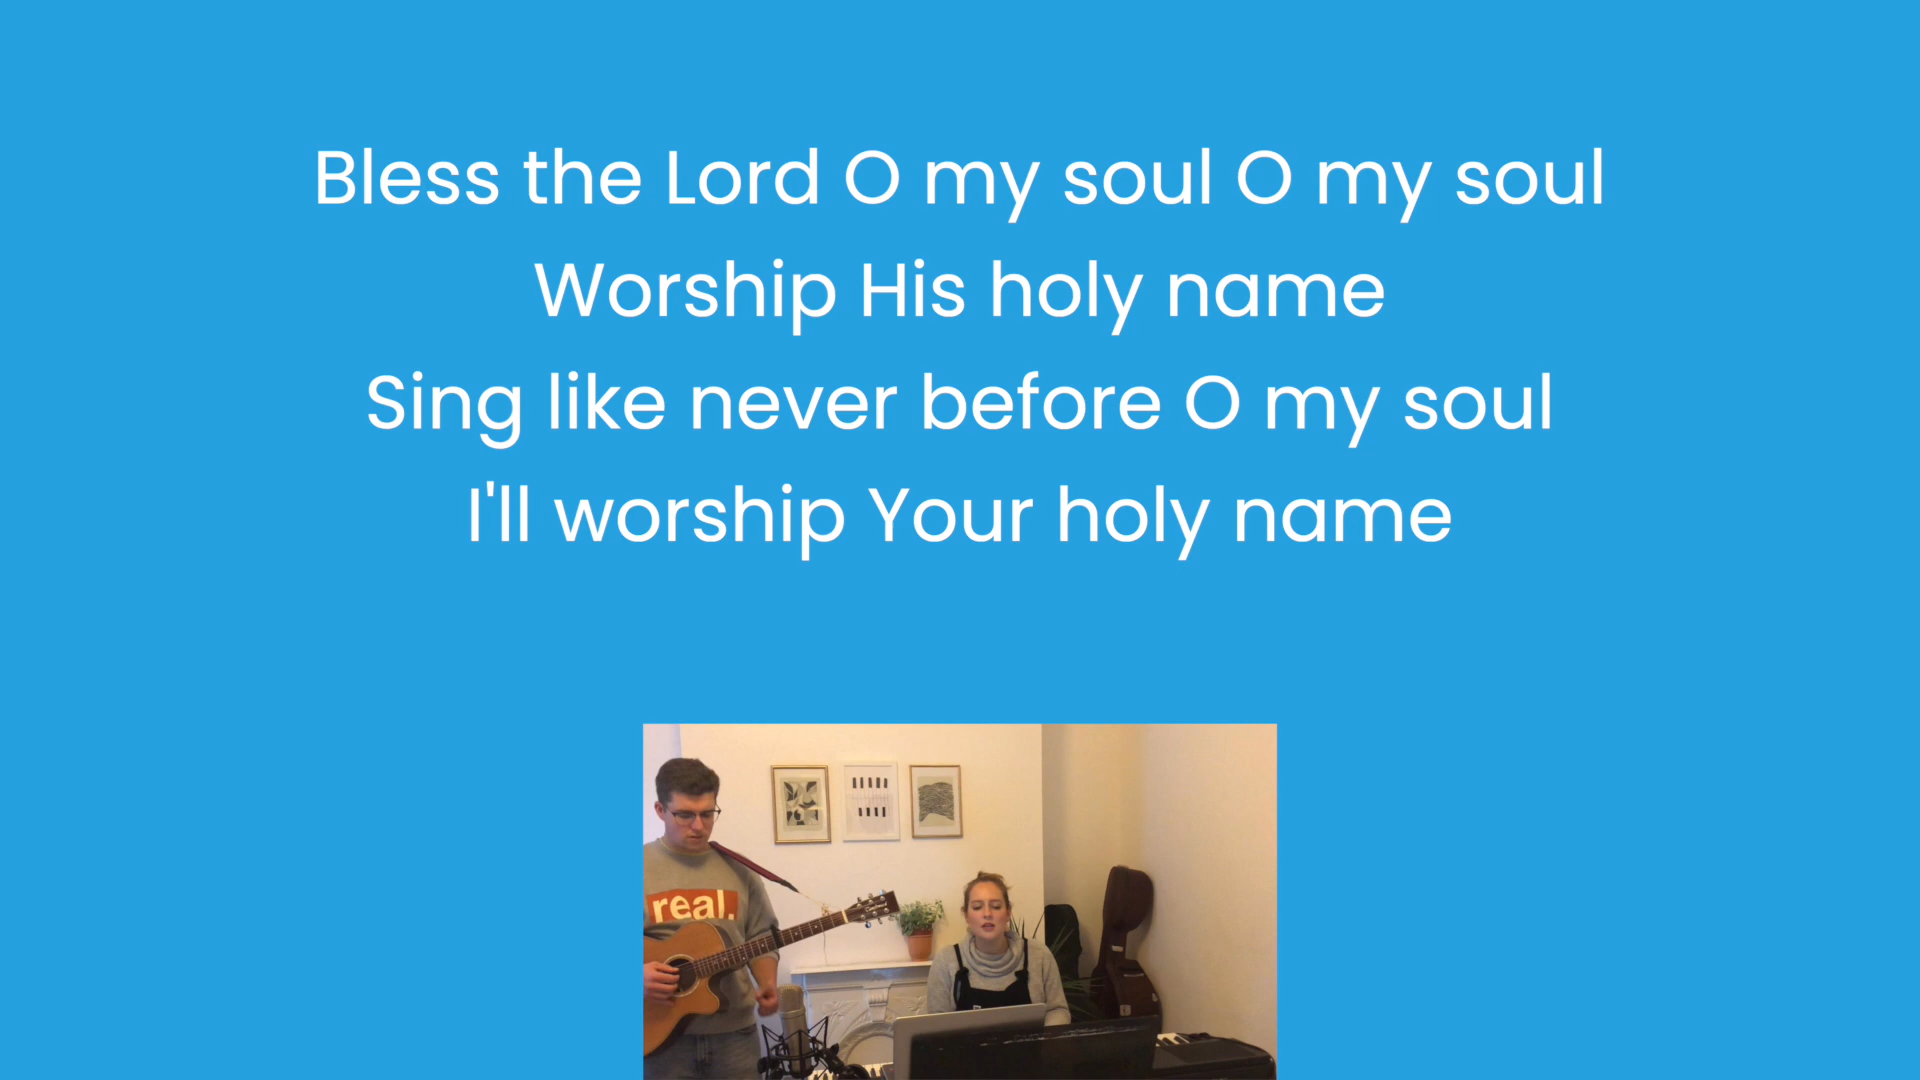 Bless the Lord O my soul O my soul
Worship His holy name
Sing like never before O my soul
I'll worship Your holy name
real.